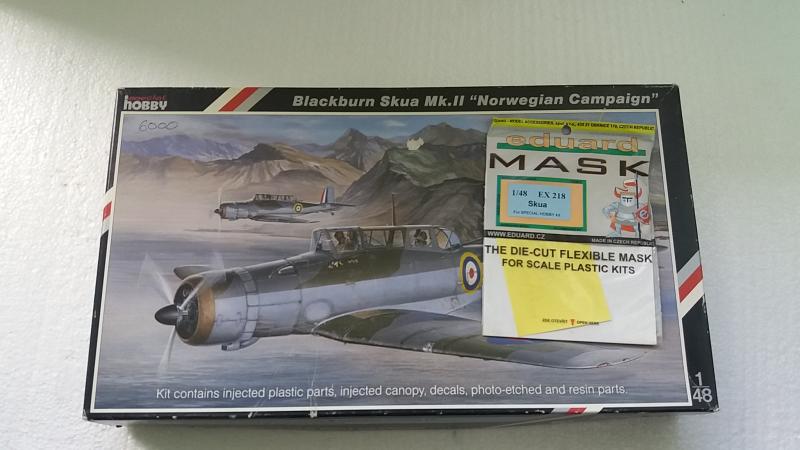 special
HOBBY
Blackburn Skua Mk.II "Norwegian Campaign"
6000
eduard
MASK
1/48 EX 218
Skua
For SPECIAL HOBBY kit
WWW.EDUARD.CZ
MADE IN CZECH REPUBLIC
THE DIE-CUT FLEXIBLE MASK
FOR SCALE PLASTIC KITS
OPEN HERE
Kit contains injected plastic parts, injected canopy, decals, photo-etched and resin parts.
1/48